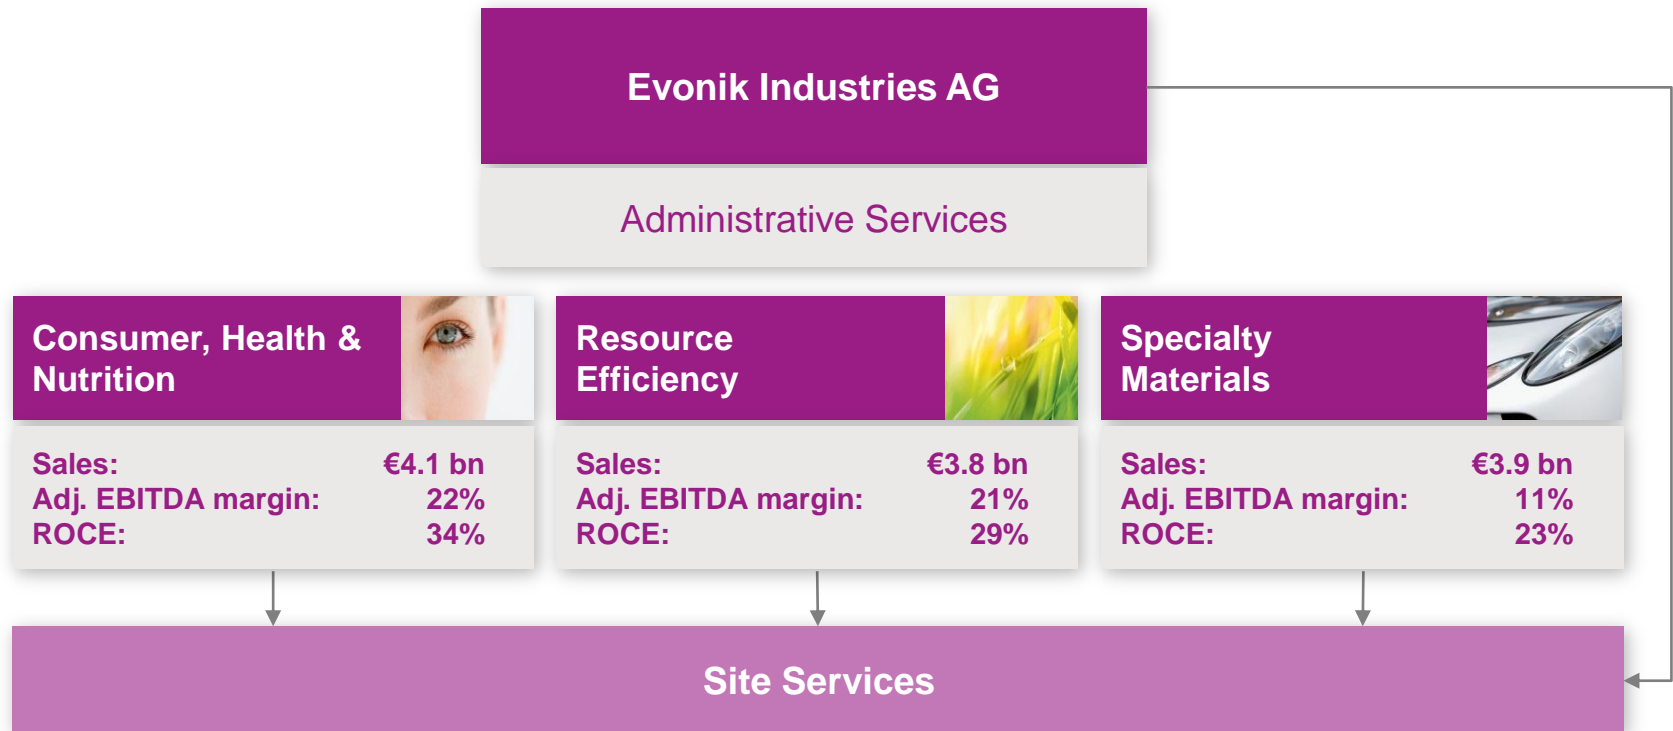 Evonik Industries AG
Administrative Services
Consumer, Health &
Nutrition
Sales: €4.1 bn
Adj. EBITDA margin: 22%
ROCE: 34%
Resource
Efficiency
Sales: €3.8 bn
Adj. EBITDA margin: 21%
ROCE: 29%
Specialty
Materials
Sales: €3.9 bn
Adj. EBITDA margin: 11%
ROCE: 23%
Site Services